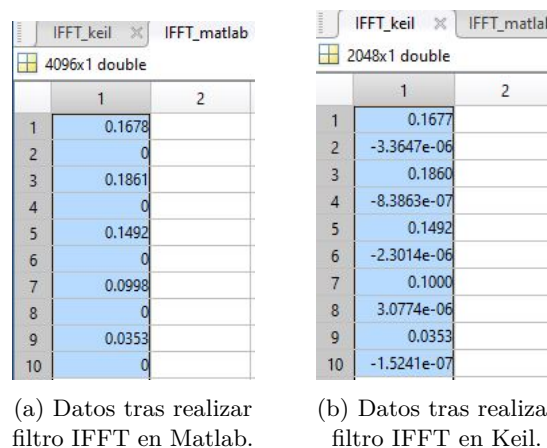 IFFT_keil IFFT_matlab
4096x1 double
1 2
1 0.1678
2 0
3 0.1861
4 0
5 0.1492
6 0
7 0.0998
8 0
9 0.0353
10 0
(a) Datos tras realizar
filtro IFFT en Matlab.
IFFT_keil IFFT_matlal
2048x1 double
1 2
1 0.1677
2 -3.3647e-06
3 0.1860
4 -8.3863e-07
5 0.1492
6 -2.3014e-06
7 0.1000
8 3.0774e-06
9 0.0353
10 -1.5241e-07
(b) Datos tras realizar
filtro IFFT en Keil.